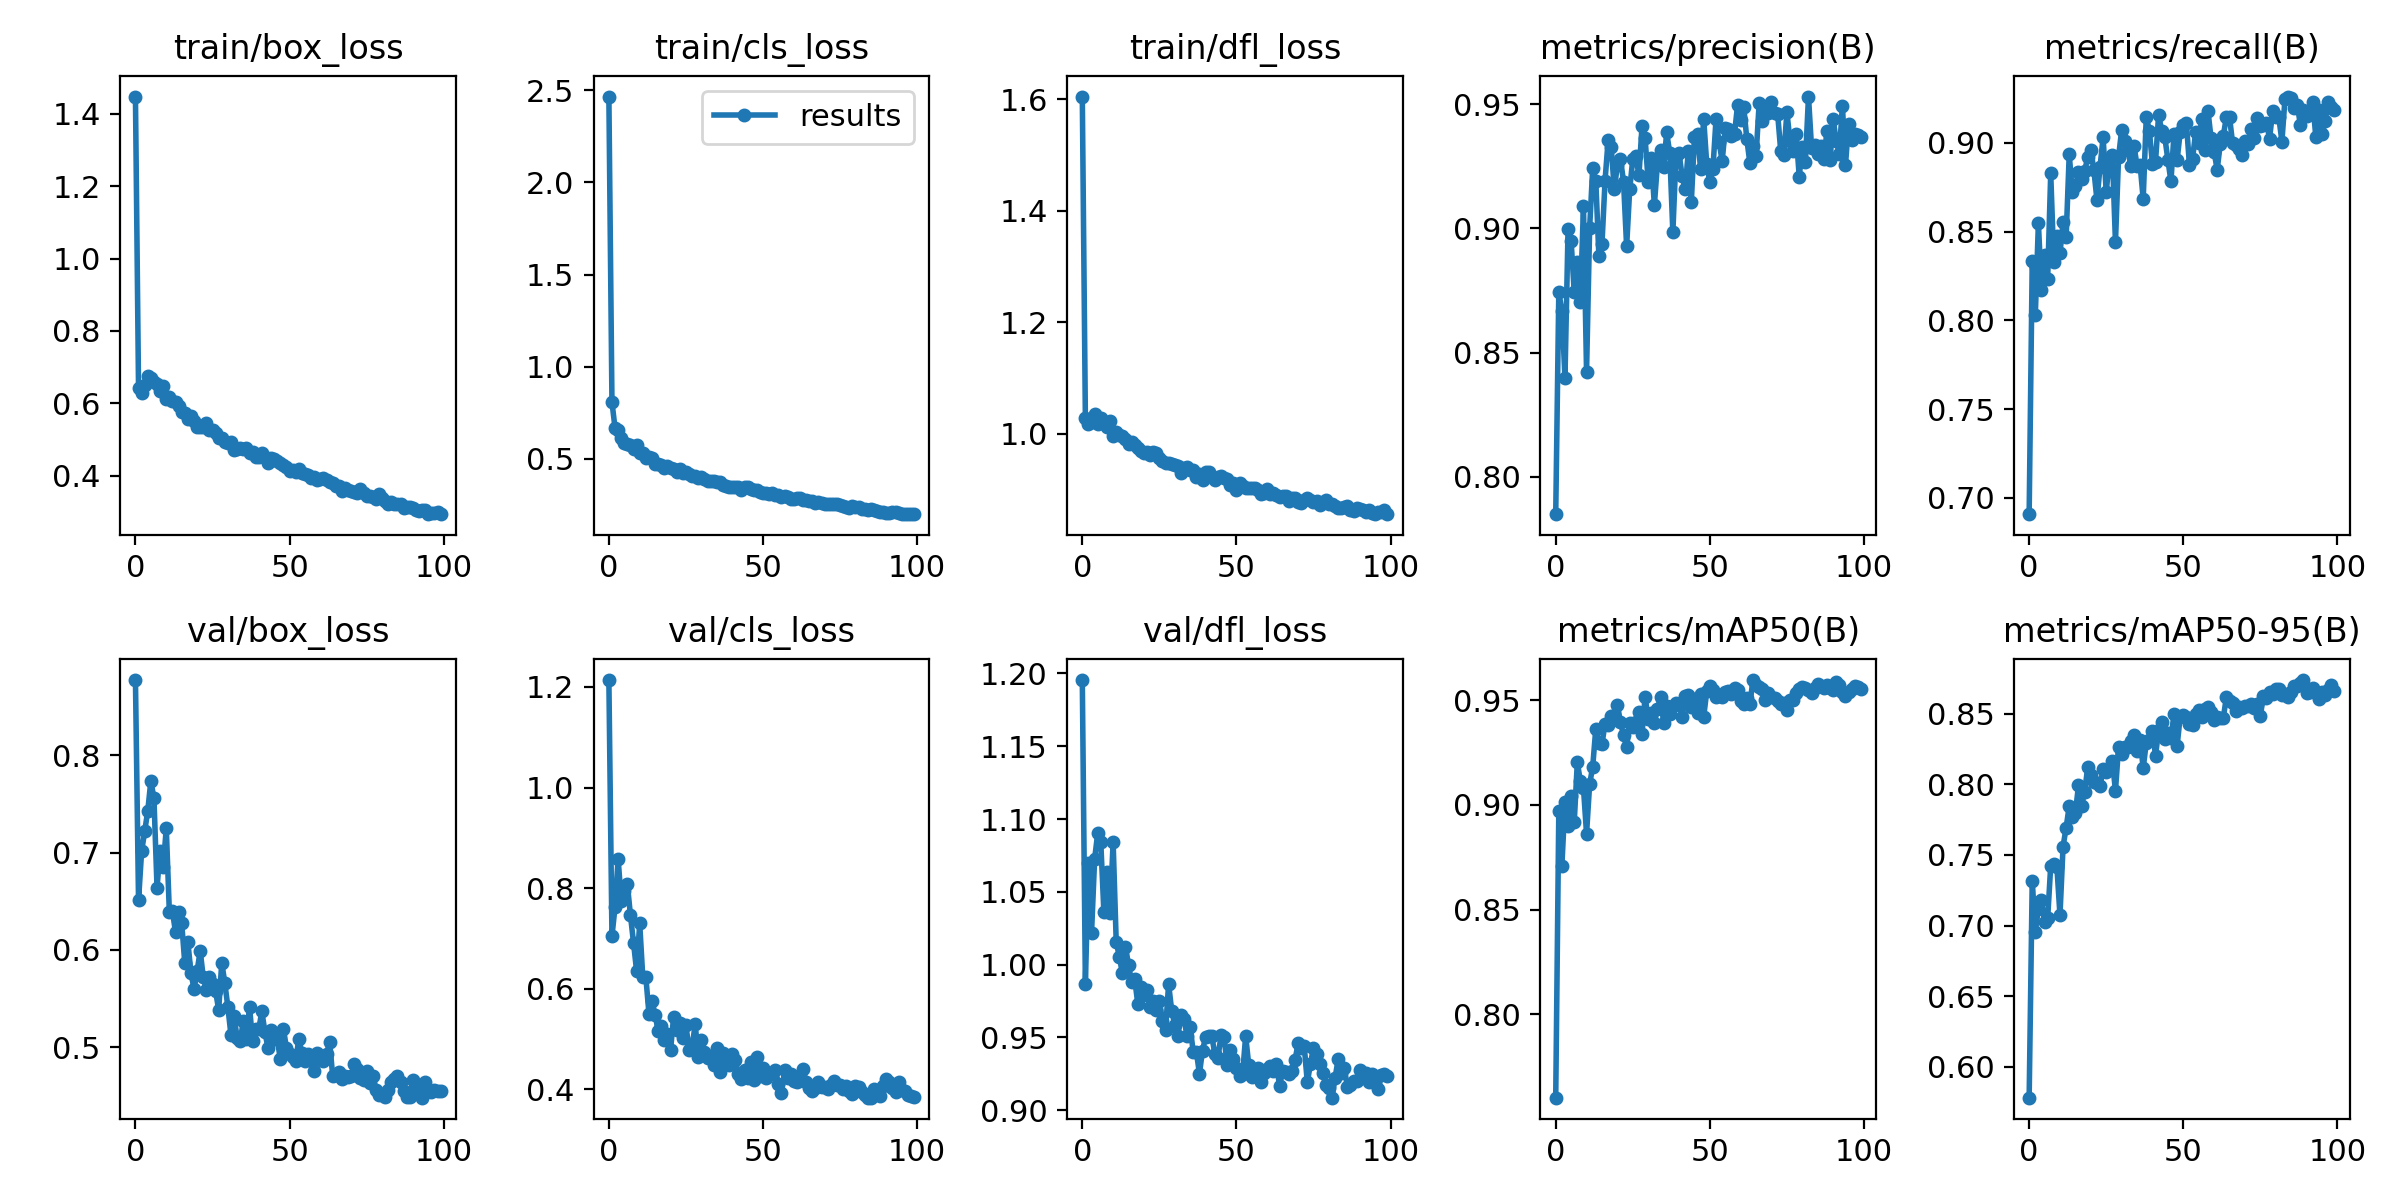 train/box_loss
1.4
1.2
1.0
0.8
0.6
0.4
0 50 100
train/cls_loss
results
2.5
2.0
1.5
1.0
0.5
0 50 100
train/dfl_loss
1.6
1.4
1.2
1.0
0 50 100
metrics/precision(B)
0.95
0.90
0.85
0.80
0 50 100
metrics/recall(B)
0.90
0.85
0.80
0.75
0.70
0 50 100
val/box_loss
0.8
0.7
0.6
0.5
0 50 100
val/cls_loss
1.2
1.0
0.8
0.6
0.4
0 50 100
val/dfl_loss
1.20
1.15
1.10
1.05
1.00
0.95
0.90
0 50 100
metrics/mAP50(B)
0.95
0.90
0.85
0.80
0 50 100
metrics/mAP50-95(B)
0.85
0.80
0.75
0.70
0.65
0.60
0 50 100